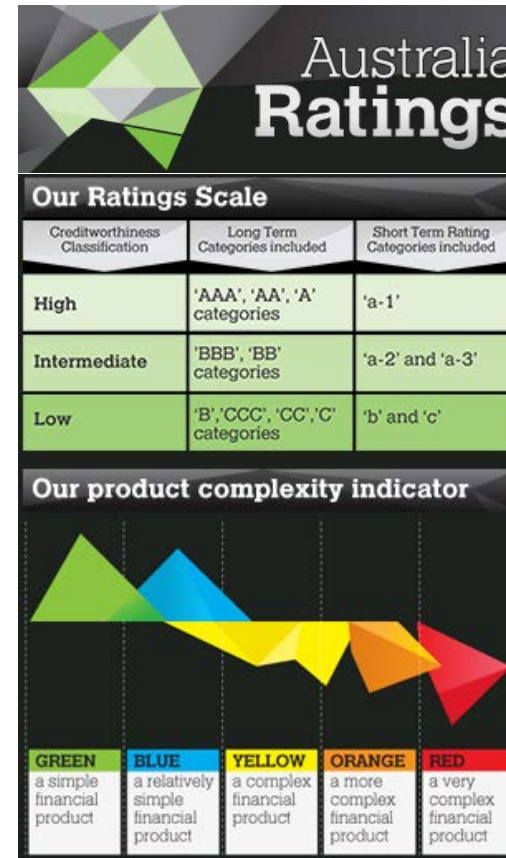 Australia
Ratings
Our Ratings Scale
Creditworthiness
Classification
Long Term
Categories included
Short Term Rating
Categories included
High
‘AAA’, ‘AA’, ‘A’
categories
‘a-1’
Intermediate
‘BBB’, ‘BB’
categories
‘a-2’ and ‘a-3’
Low
‘B’,‘CCC’, ‘CC’,‘C’
categories
‘b’ and ‘c’
Our product complexity indicator
GREEN
a simple
financial
product
BLUE
a relatively
simple
financial
product
YELLOW
a complex
financial
product
ORANGE
a more
complex
financial
product
RED
a very
complex
financial
product